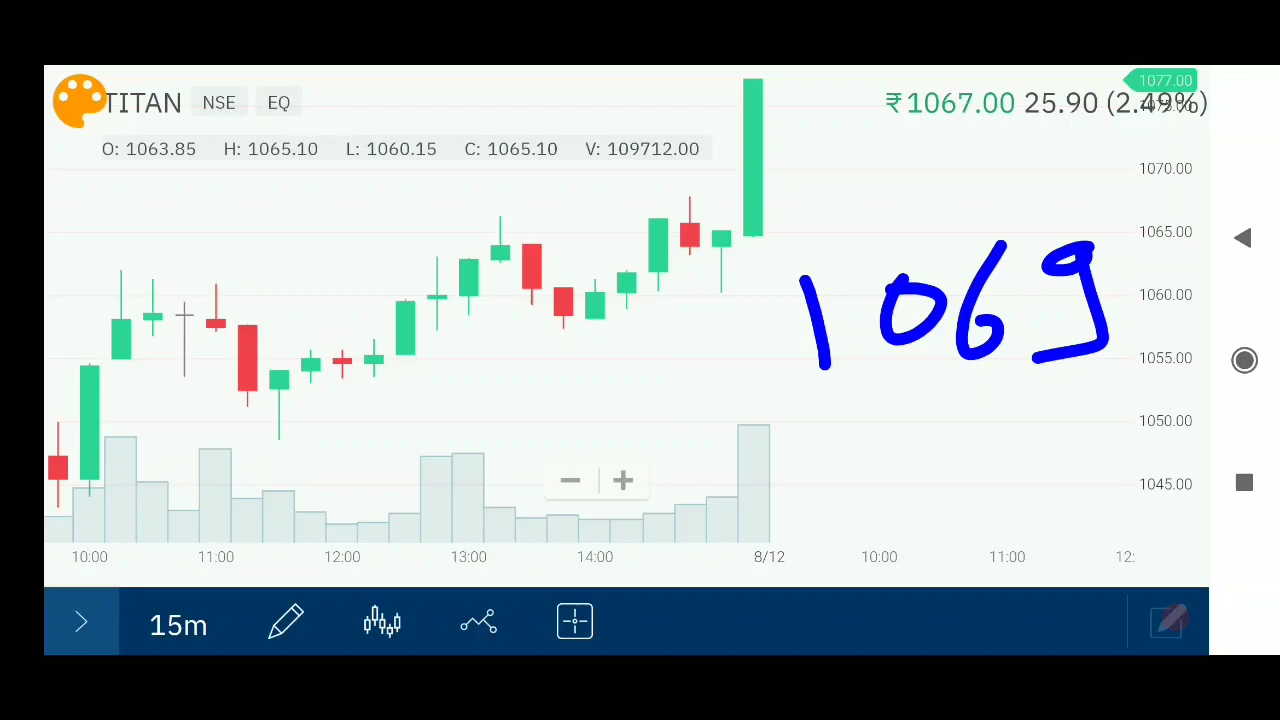 TITAN NSE EQ ₹1067.00 25.90 (2.49%)
1077.00
O: 1063.85 H: 1065.10 L: 1060.15 C: 1065.10 V: 109712.00
1070.00
1065.00
1060.00
1055.00
1050.00
1045.00
1069
10:00 11:00 12:00 13:00 14:00 8/12 10:00 11:00 12:
15m